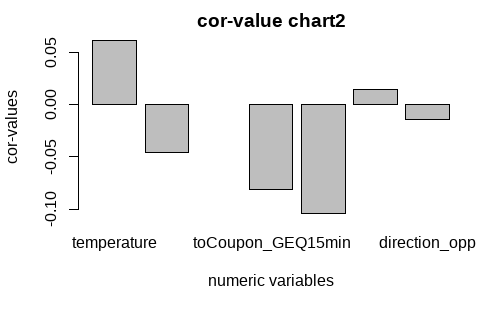 cor-value chart2
cor-values
0.05
0.00
-0.05
-0.10
temperature toCoupon_GEQ15min direction_opp
numeric variables